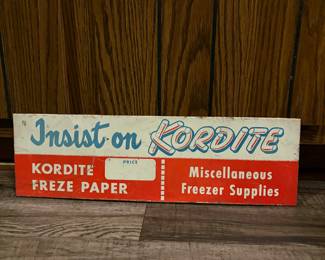 Insist on KORDITE
KORDITE
FREZE PAPER
PRICE
Miscellaneous
Freezer Supplies